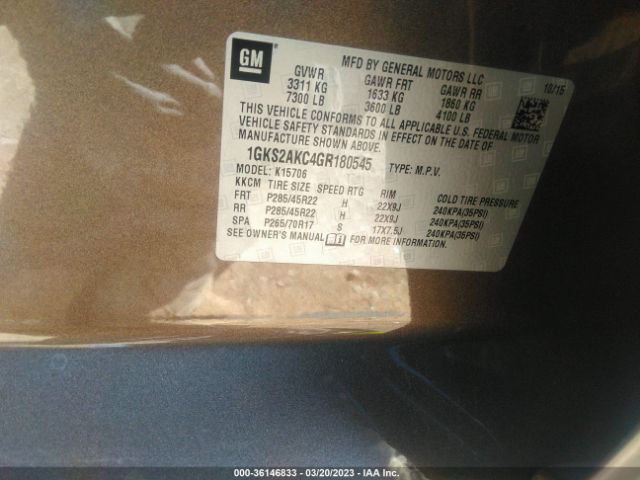 GM
MFD BY GENERAL MOTORS LLC
10/15
GVWR GAWR FRT GAWR RR
3311 KG 1633 KG 1860 KG
7300 LB 3600 LB 4100 LB
THIS VEHICLE CONFORMS TO ALL APPLICABLE U.S. FEDERAL MOTOR
VEHICLE SAFETY STANDARDS IN EFFECT ON THE DATE OF
MANUFACTURE SHOWN ABOVE.
1GKS2AKC4GR180545 TYPE: M.P.V.
MODEL: K15706
KKCM TIRE SIZE SPEED RTG RIM COLD TIRE PRESSURE
FRT P285/45R22 H 22X9J 240KPA(35PSI)
RR P285/45R22 H 22X9J 240KPA(35PSI)
SPA P265/70R17 S 17X7.5J 240KPA(35PSI)
SEE OWNER'S MANUAL FOR MORE INFORMATION.
000-36146833 - 03/20/2023 - IAA Inc.